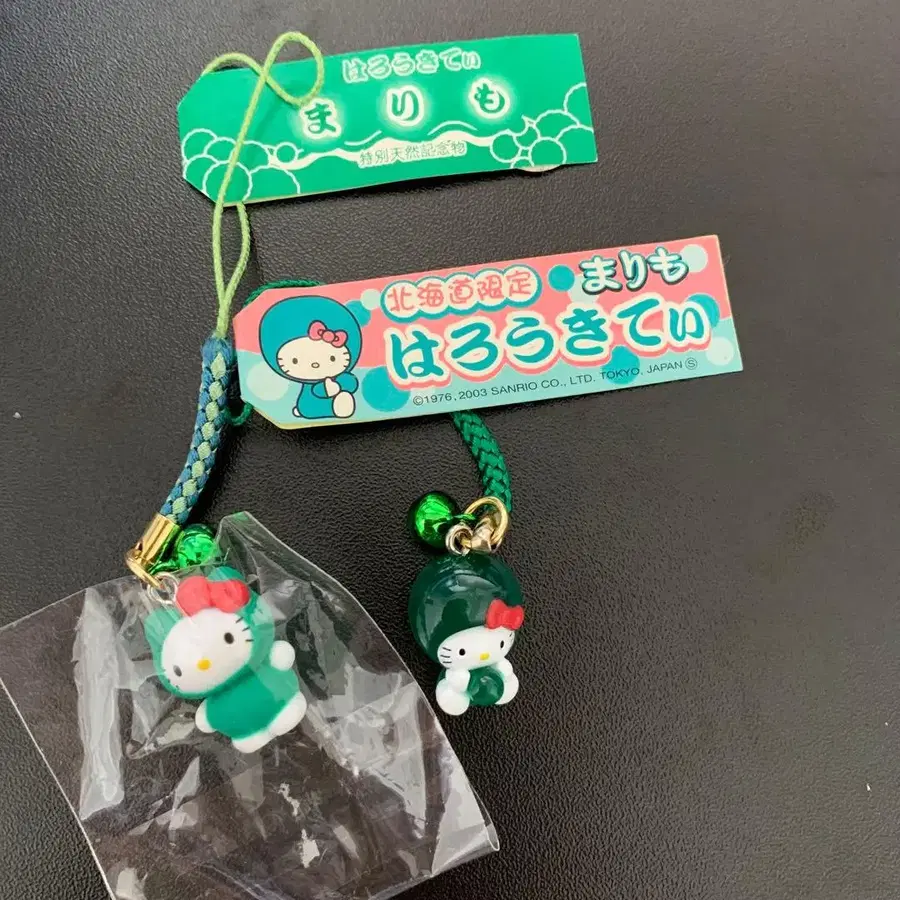 はろうきてぃ
まりも
特別天然記念物
北海道限定 まりも
はろうきてぃ
©1976, 2003 SANRIO CO., LTD. TOKYO, JAPAN Ⓢ